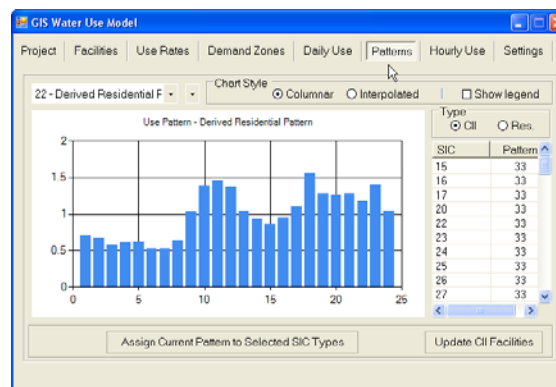 GIS Water Use Model
Project Facilities Use Rates Demand Zones Daily Use Patterns Hourly Use Settings
22 - Derived Residential F
Chart Style
Columnar Interpolated Show legend
Use Pattern - Derived Residential Pattern
2
1.5
1
0.5
0
0 5 10 15 20 25
Type
CII Res.
SIC Pattern
15 33
16 33
17 33
20 33
22 33
23 33
24 33
25 33
26 33
27 33
Assign Current Pattern to Selected SIC Types
Update CII Facilities